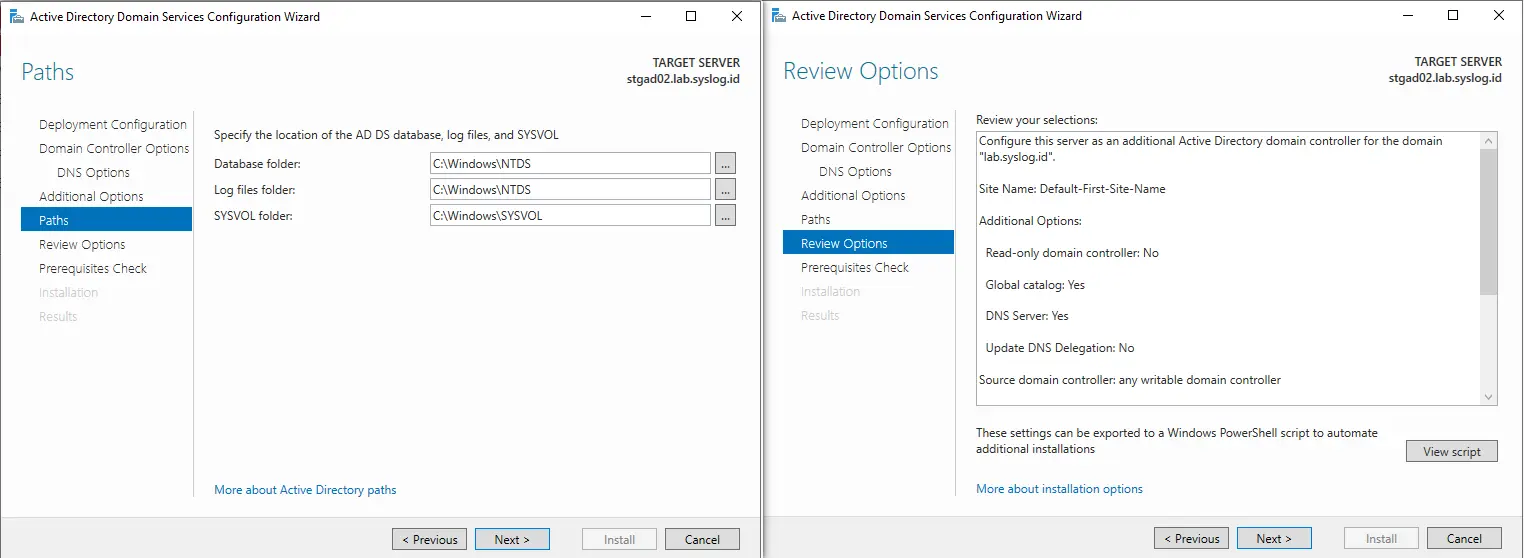 Active Directory Domain Services Configuration Wizard
Paths
TARGET SERVER
stgad02.lab.syslog.id
Deployment Configuration
Domain Controller Options
DNS Options
Additional Options
Paths
Review Options
Prerequisites Check
Installation
Results
Specify the location of the AD DS database, log files, and SYSVOL
Database folder: C:\Windows\NTDS ...
Log files folder: C:\Windows\NTDS ...
SYSVOL folder: C:\Windows\SYSVOL ...
More about Active Directory paths
< Previous Next > Install Cancel
Active Directory Domain Services Configuration Wizard
Review Options
TARGET SERVER
stgad02.lab.syslog.id
Deployment Configuration
Domain Controller Options
DNS Options
Additional Options
Paths
Review Options
Prerequisites Check
Installation
Results
Review your selections:
Configure this server as an additional Active Directory domain controller for the domain
"lab.syslog.id".
Site Name: Default-First-Site-Name
Additional Options:
Read-only domain controller: No
Global catalog: Yes
DNS Server: Yes
Update DNS Delegation: No
Source domain controller: any writable domain controller
These settings can be exported to a Windows PowerShell script to automate
additional installations
View script
More about installation options
< Previous Next > Install Cancel